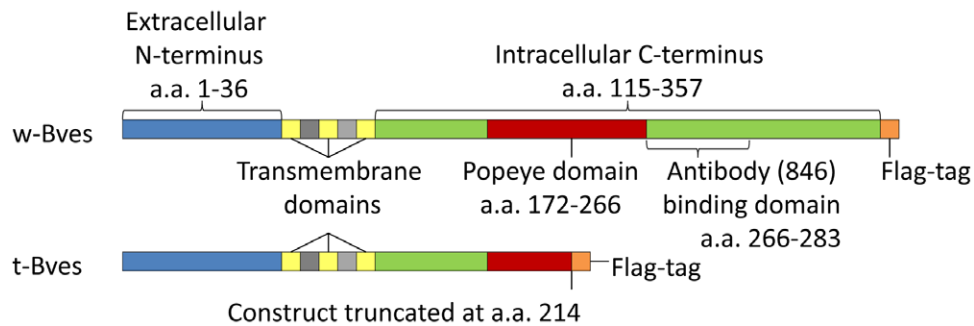 Extracellular
N-terminus
a.a. 1-36
Intracellular C-terminus
a.a. 115-357
w-Bves
Transmembrane
domains
Popeye domain
a.a. 172-266
Antibody (846)
binding domain
a.a. 266-283
Flag-tag
t-Bves
Flag-tag
Construct truncated at a.a. 214